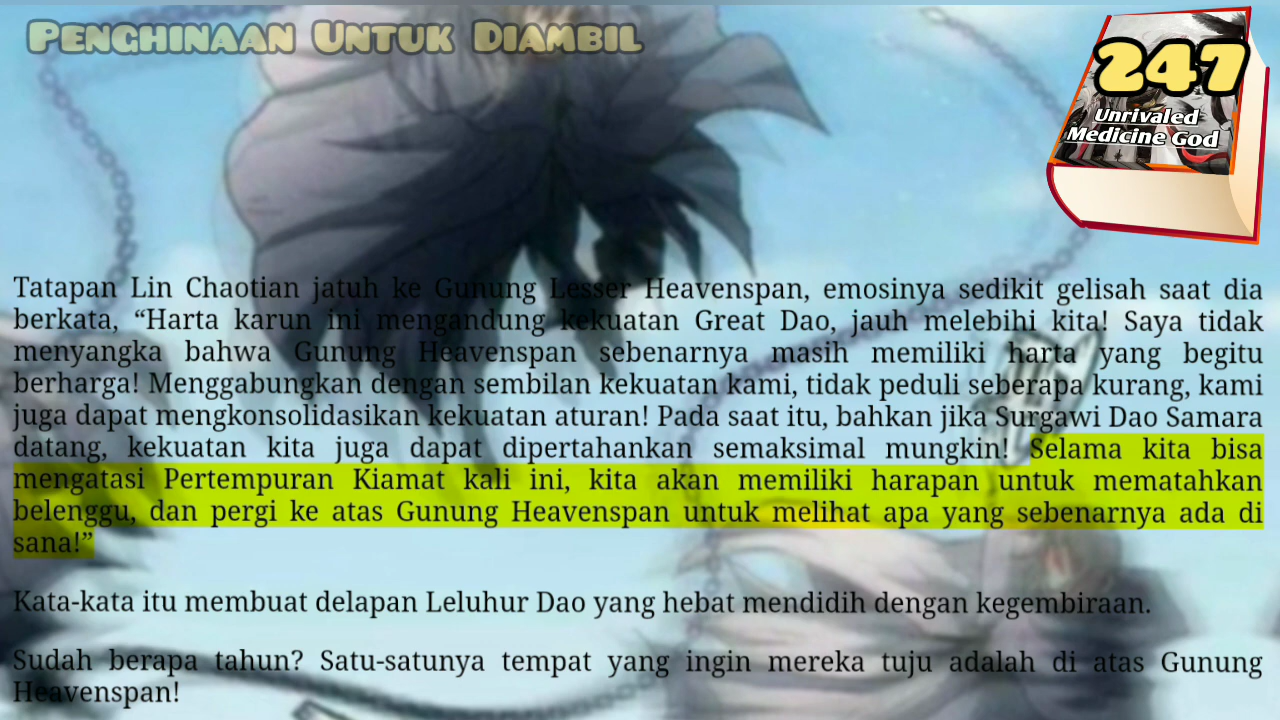 Penghinaan Untuk Diambil
247
Unrivaled
Medicine God
Tatapan Lin Chaotian jatuh ke Gunung Lesser Heavenspan, emosinya sedikit gelisah saat dia
berkata, “Harta karun ini mengandung kekuatan Great Dao, jauh melebihi kita! Saya tidak
menyangka bahwa Gunung Heavenspan sebenarnya masih memiliki harta yang begitu
berharga! Menggabungkan dengan sembilan kekuatan kami, tidak peduli seberapa kurang, kami
juga dapat mengkonsolidasikan kekuatan aturan! Pada saat itu, bahkan jika Surgawi Dao Samara
datang, kekuatan kita juga dapat dipertahankan semaksimal mungkin! Selama kita bisa
mengatasi Pertempuran Kiamat kali ini, kita akan memiliki harapan untuk mematahkan
belenggu, dan pergi ke atas Gunung Heavenspan untuk melihat apa yang sebenarnya ada di
sana!”
Kata-kata itu membuat delapan Leluhur Dao yang hebat mendidih dengan kegembiraan.
Sudah berapa tahun? Satu-satunya tempat yang ingin mereka tuju adalah di atas Gunung
Heavenspan!